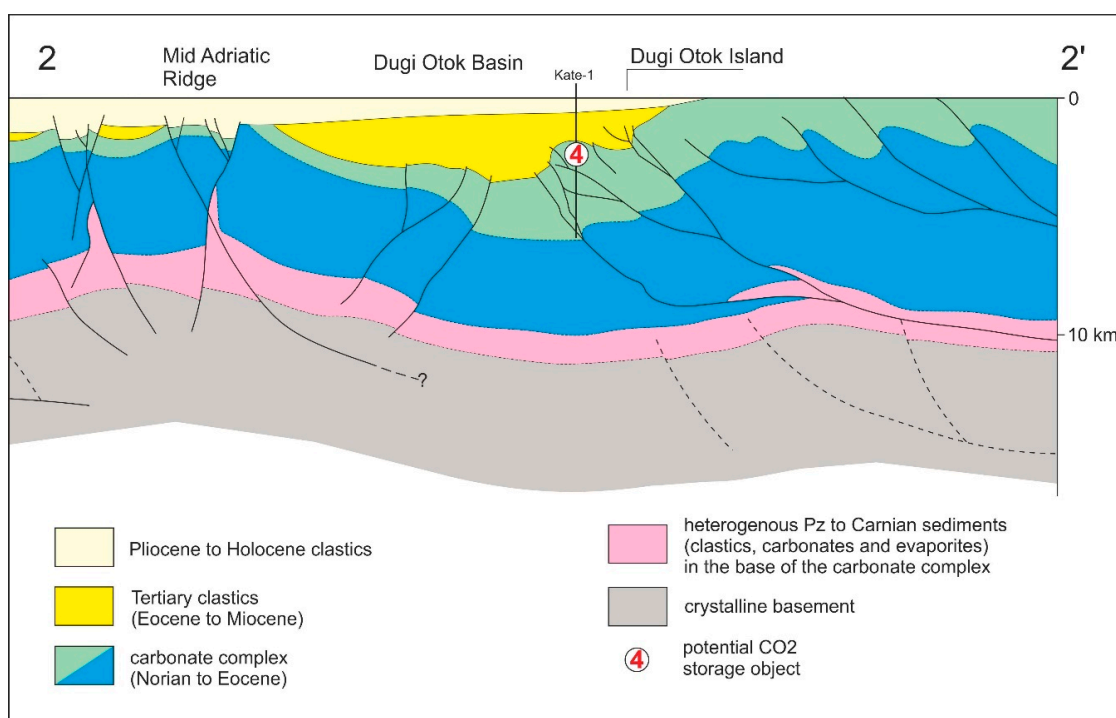 2
Mid Adriatic
Ridge
Dugi Otok Basin
Kate-1
Dugi Otok Island
2'
0
4
10 km
?
Pliocene to Holocene clastics
Tertiary clastics
(Eocene to Miocene)
carbonate complex
(Norian to Eocene)
heterogenous Pz to Carnian sediments
(clastics, carbonates and evaporites)
in the base of the carbonate complex
crystalline basement
4
potential CO2
storage object